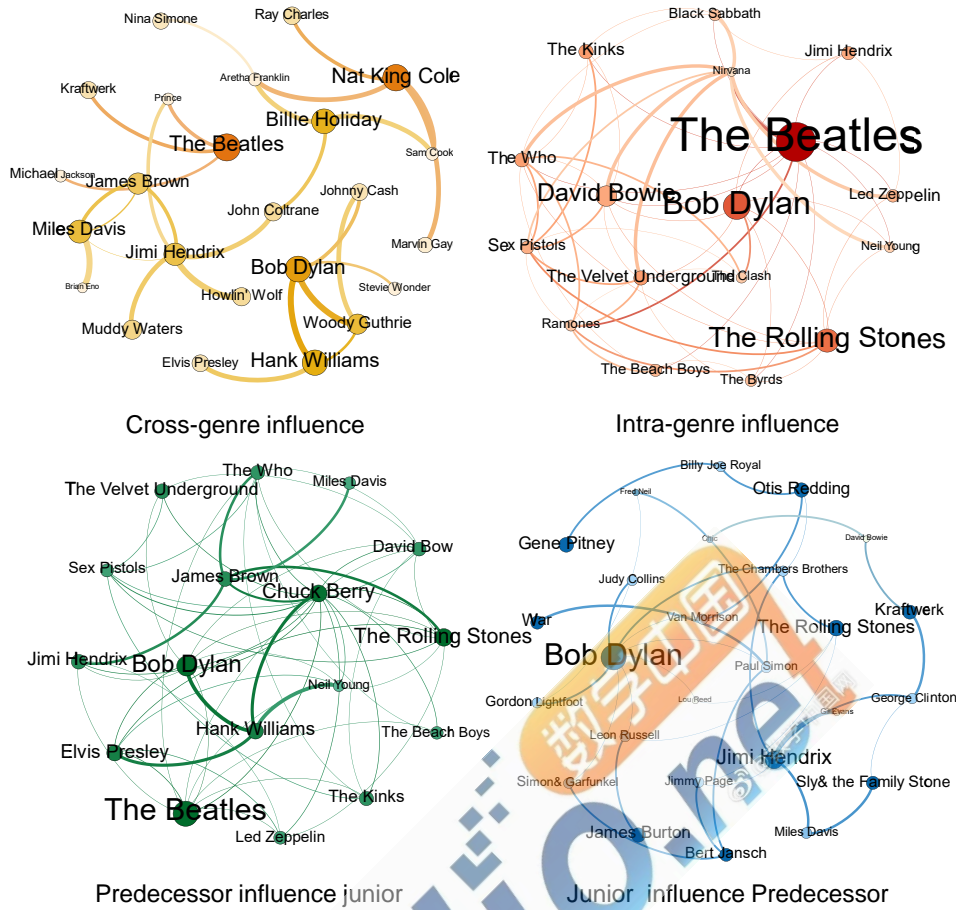 Ray Charles
Nina Simone
Aretha Franklin
Nat King Cole
Kraftwerk
Prince
Billie Holiday
The Beatles
Sam Cook
Michael Jackson
James Brown
Johnny Cash
John Coltrane
Miles Davis
Marvin Gay
Jimi Hendrix
Bob Dylan
Brian Eno
Howlin' Wolf
Stevie Wonder
Muddy Waters
Woody Guthrie
Elvis Presley
Hank Williams
Cross-genre influence
Black Sabbath
The Kinks
Jimi Hendrix
Nirvana
The Beatles
The Who
David Bowie
Bob Dylan
Led Zeppelin
Sex Pistols
Neil Young
The Velvet Underground
The Clash
Ramones
The Rolling Stones
The Beach Boys
The Byrds
Intra-genre influence
The Who
The Velvet Underground
Miles Davis
David Bow
Sex Pistols
James Brown
Chuck Berry
The Rolling Stones
Jimi Hendrix
Bob Dylan
Neil Young
Hank Williams
The Beach Boys
Elvis Presley
The Beatles
The Kinks
Led Zeppelin
Predecessor influence junior
Billy Joe Royal
Fred Neil
Otis Redding
Gene Pitney
Chic
David Bowie
Judy Collins
The Chambers Brothers
War
Van Morrison
Kraftwerk
The Rolling Stones
Bob Dylan
Paul Simon
Gordon Lightfoot
Lou Reed
George Clinton
Gil Evans
Leon Russell
Jimi Hendrix
Simon& Garfunkel
Jimmy Page
Sly& the Family Stone
James Burton
Miles Davis
Bert Jansch
Junior influence Predecessor
数字中国